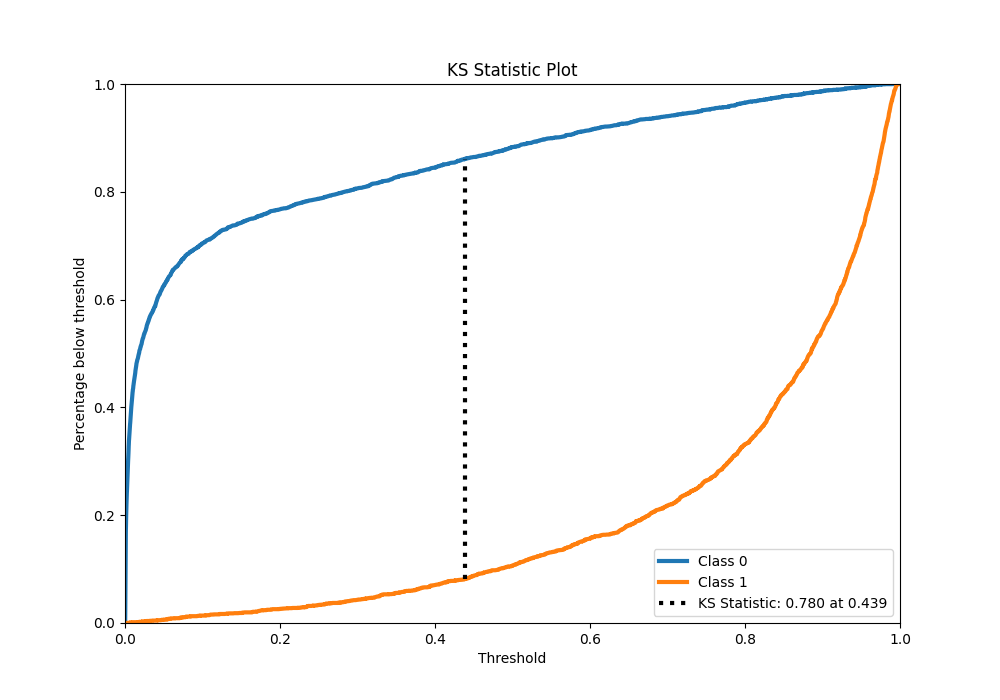 KS Statistic Plot
1.0
0.8
0.6
0.4
0.2
0.0
Percentage below threshold
0.0 0.2 0.4 0.6 0.8 1.0
Threshold
Class 0
Class 1
KS Statistic: 0.780 at 0.439